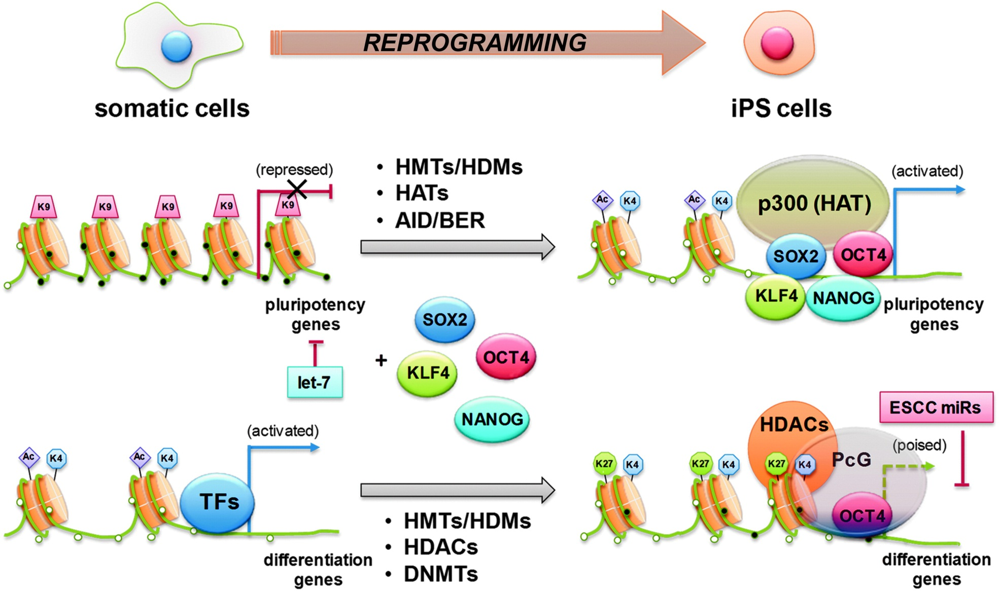 REPROGRAMMING
somatic cells
iPS cells
(repressed)
K9
K9
K9
K9
K9
pluripotency
genes
let-7
• HMTs/HDMs
• HATs
• AID/BER
(activated)
Ac
K4
Ac
K4
p300 (HAT)
SOX2
OCT4
KLF4
NANOG
pluripotency
genes
+
SOX2
OCT4
KLF4
NANOG
(activated)
Ac
K4
Ac
K4
TFs
differentiation
genes
• HMTs/HDMs
• HDACs
• DNMTs
ESCC miRs
HDACs
PcG
(poised)
K27
K4
K27
K4
K27
K4
OCT4
differentiation
genes